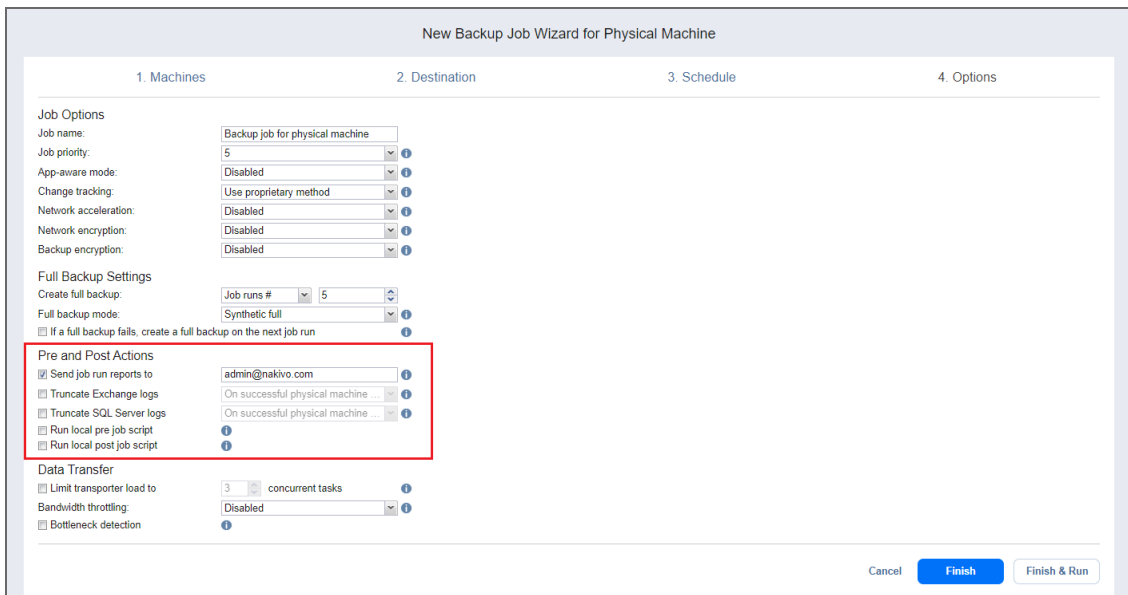 New Backup Job Wizard for Physical Machine
1. Machines
2. Destination
3. Schedule
4. Options
Job Options
Job name: Backup job for physical machine
Job priority: 5
App-aware mode: Disabled
Change tracking: Use proprietary method
Network acceleration: Disabled
Network encryption: Disabled
Backup encryption: Disabled
Full Backup Settings
Create full backup: Job runs # 5
Full backup mode: Synthetic full
If a full backup fails, create a full backup on the next job run
Pre and Post Actions
Send job run reports to admin@nakivo.com
Truncate Exchange logs On successful physical machine ...
Truncate SQL Server logs On successful physical machine ...
Run local pre job script
Run local post job script
Data Transfer
Limit transporter load to 3 concurrent tasks
Bandwidth throttling: Disabled
Bottleneck detection
Cancel Finish Finish & Run